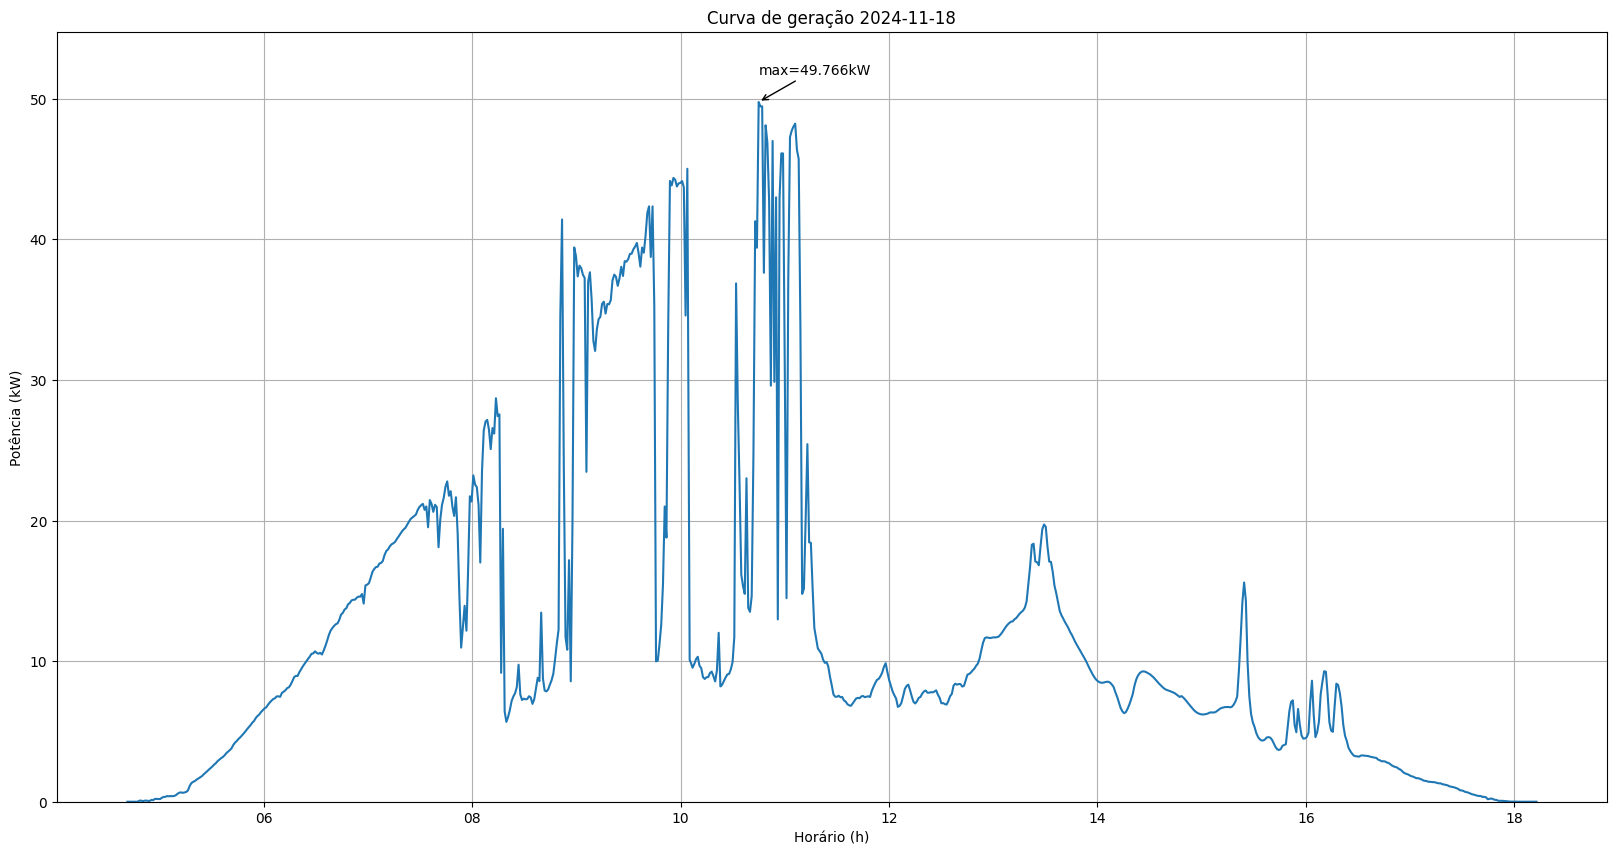 Curva de geração 2024-11-18
max=49.766kW
50
40
30
20
10
0
Potência (kW)
06 08 10 12 14 16 18
Horário (h)